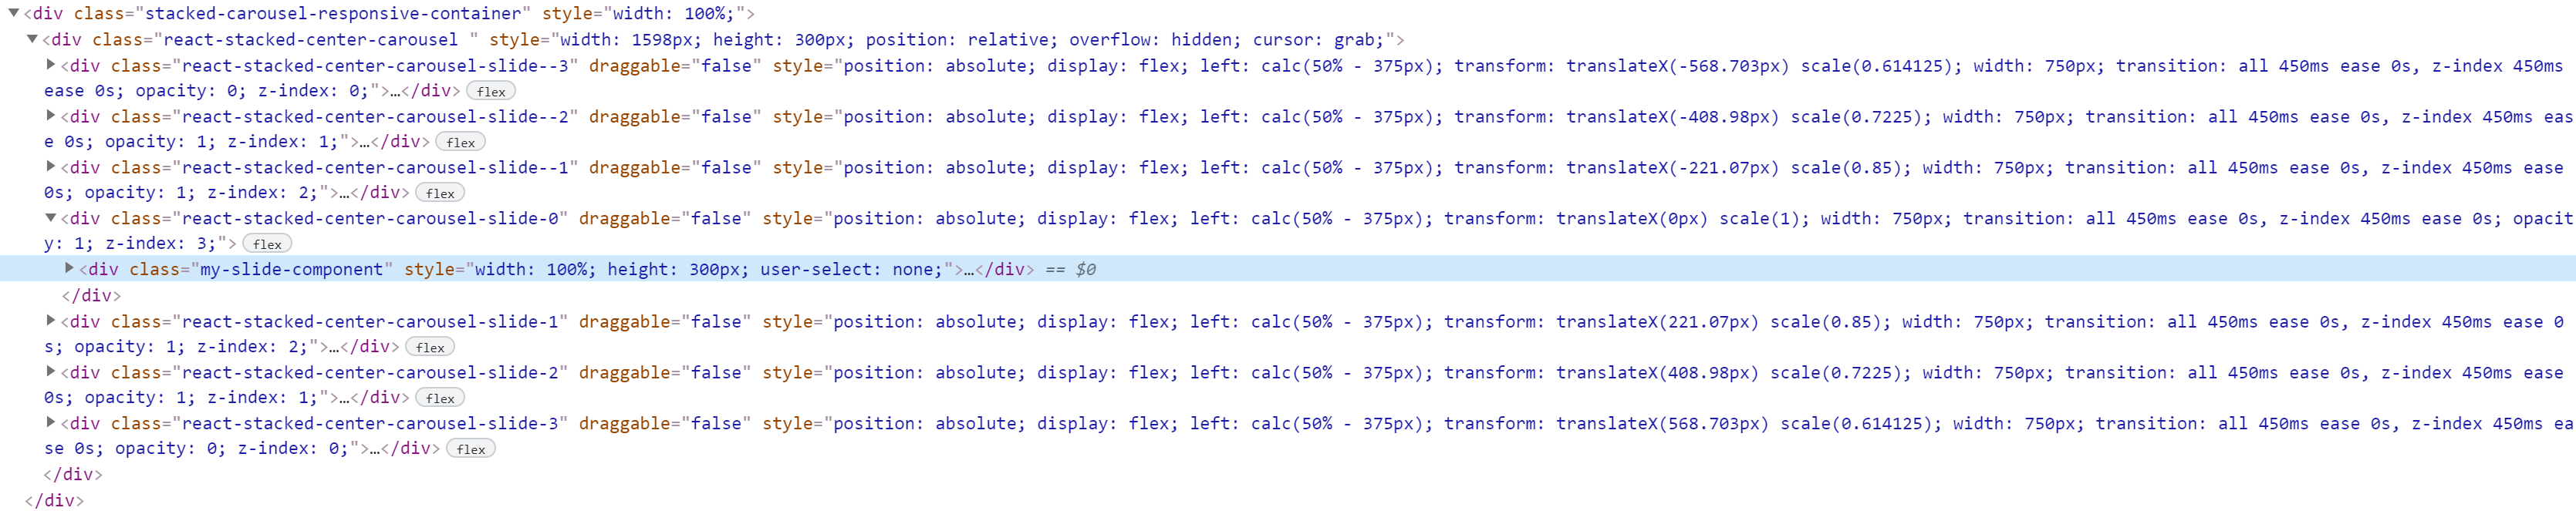 ▼<div class="stacked-carousel-responsive-container" style="width: 100%;">
▼<div class="react-stacked-center-carousel " style="width: 1598px; height: 300px; position: relative; overflow: hidden; cursor: grab;">
▶<div class="react-stacked-center-carousel-slide--3" draggable="false" style="position: absolute; display: flex; left: calc(50% - 375px); transform: translateX(-568.703px) scale(0.614125); width: 750px; transition: all 450ms ease 0s, z-index 450ms
ease 0s; opacity: 0; z-index: 0;">…</div> flex
▶<div class="react-stacked-center-carousel-slide--2" draggable="false" style="position: absolute; display: flex; left: calc(50% - 375px); transform: translateX(-408.98px) scale(0.7225); width: 750px; transition: all 450ms ease 0s, z-index 450ms eas
e 0s; opacity: 1; z-index: 1;">…</div> flex
▶<div class="react-stacked-center-carousel-slide--1" draggable="false" style="position: absolute; display: flex; left: calc(50% - 375px); transform: translateX(-221.07px) scale(0.85); width: 750px; transition: all 450ms ease 0s, z-index 450ms ease
0s; opacity: 1; z-index: 2;">…</div> flex
▼<div class="react-stacked-center-carousel-slide-0" draggable="false" style="position: absolute; display: flex; left: calc(50% - 375px); transform: translateX(0px) scale(1); width: 750px; transition: all 450ms ease 0s, z-index 450ms ease 0s; opacit
y: 1; z-index: 3;"> flex
▶<div class="my-slide-component" style="width: 100%; height: 300px; user-select: none;">…</div> == $0
</div>
▶<div class="react-stacked-center-carousel-slide-1" draggable="false" style="position: absolute; display: flex; left: calc(50% - 375px); transform: translateX(221.07px) scale(0.85); width: 750px; transition: all 450ms ease 0s, z-index 450ms ease 0
s; opacity: 1; z-index: 2;">…</div> flex
▶<div class="react-stacked-center-carousel-slide-2" draggable="false" style="position: absolute; display: flex; left: calc(50% - 375px); transform: translateX(408.98px) scale(0.7225); width: 750px; transition: all 450ms ease 0s, z-index 450ms ease
0s; opacity: 1; z-index: 1;">…</div> flex
▶<div class="react-stacked-center-carousel-slide-3" draggable="false" style="position: absolute; display: flex; left: calc(50% - 375px); transform: translateX(568.703px) scale(0.614125); width: 750px; transition: all 450ms ease 0s, z-index 450ms ea
se 0s; opacity: 0; z-index: 0;">…</div> flex
</div>
</div>